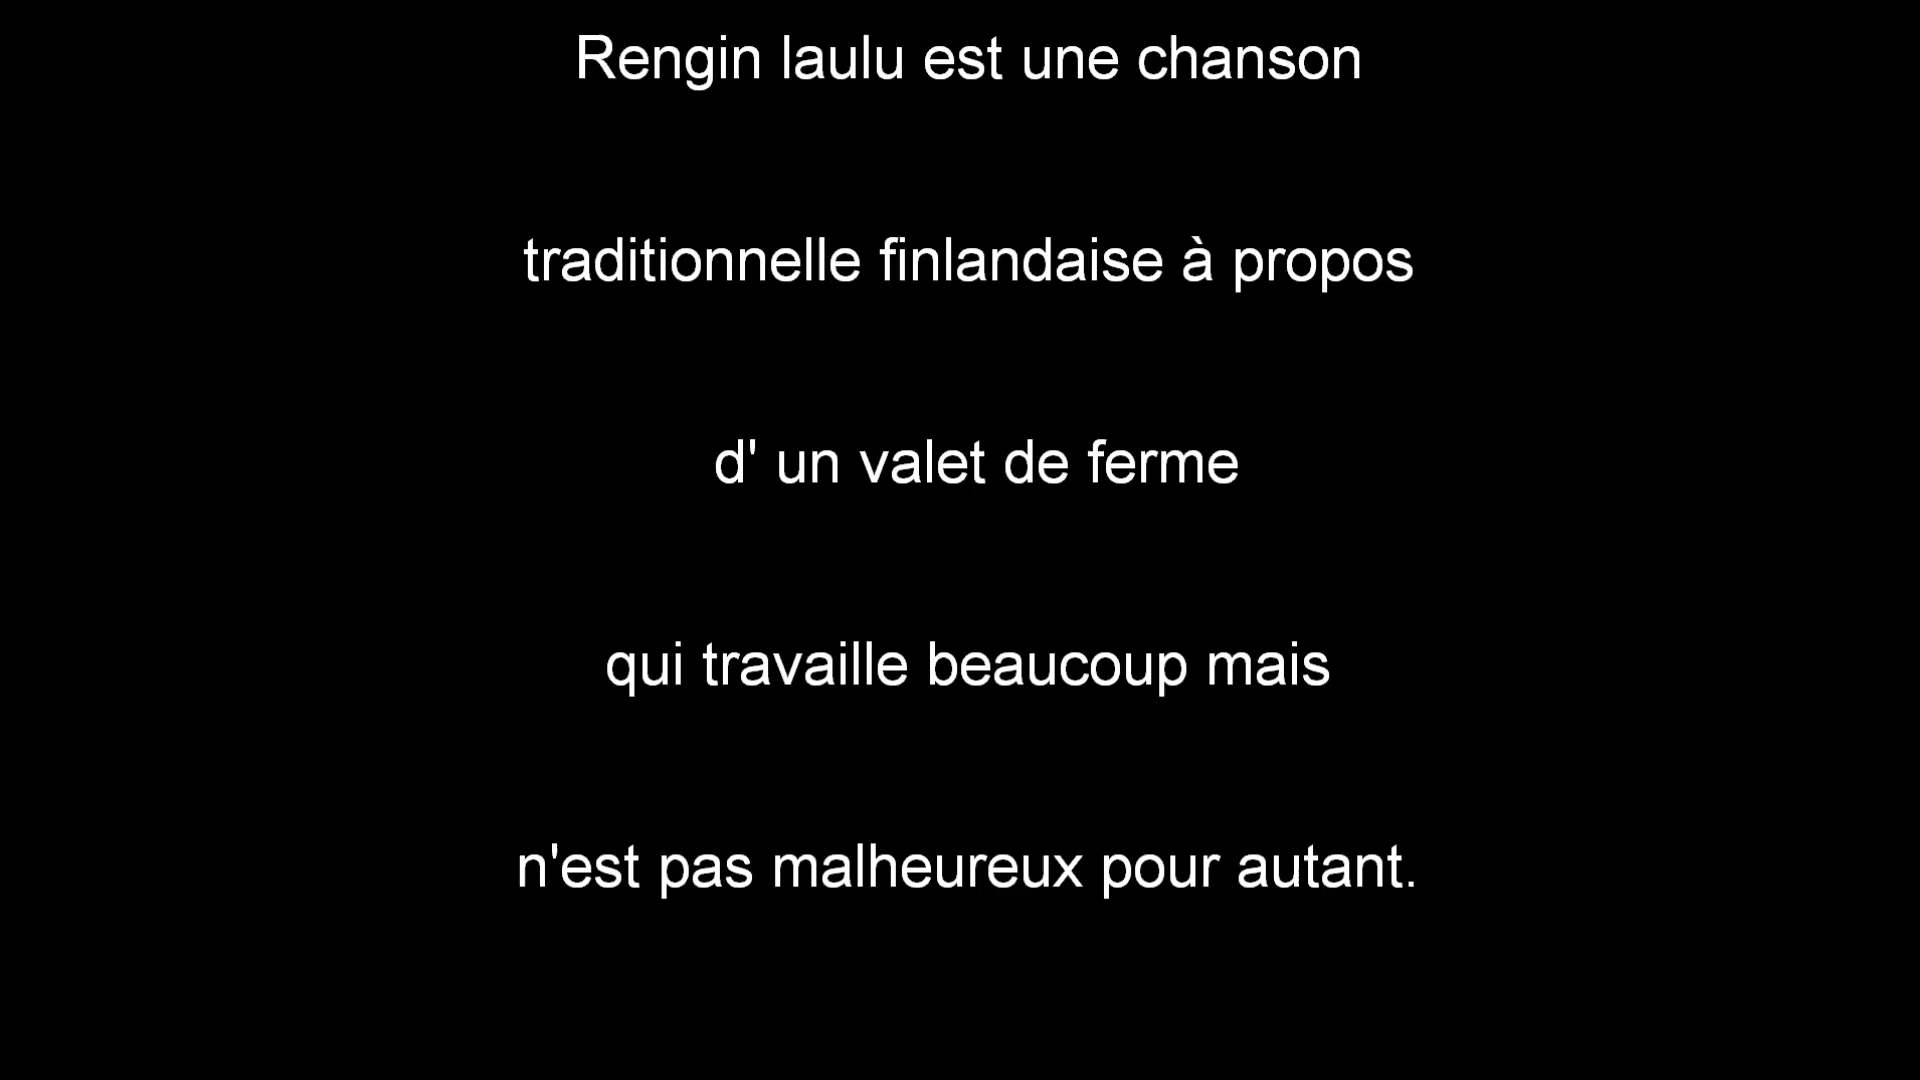 Rengin laulu est une chanson
traditionnelle finlandaise à propos
d' un valet de ferme
qui travaille beaucoup mais
n'est pas malheureux pour autant.